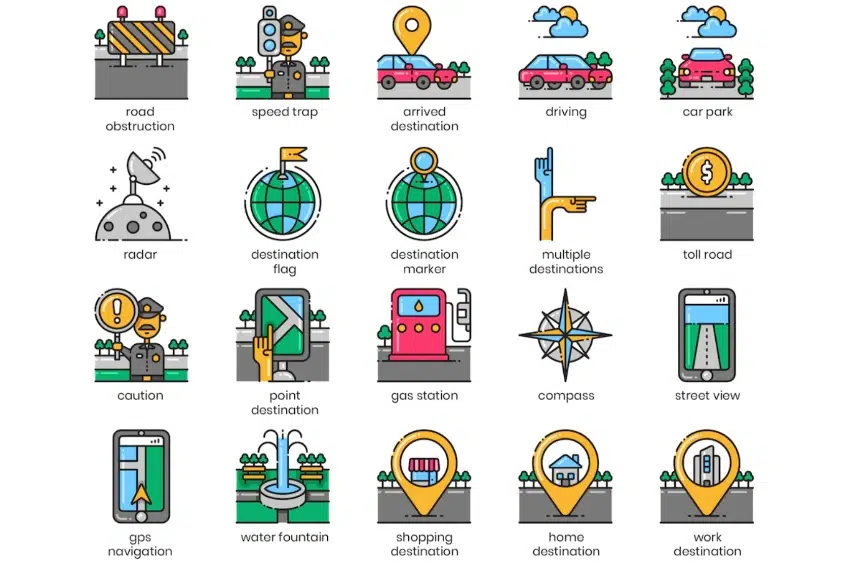 road
obstruction
speed trap
arrived
destination
driving
car park
radar
destination
flag
destination
marker
multiple
destinations
toll road
$
!
caution
point
destination
gas station
compass
street view
gps
navigation
water fountain
shopping
destination
home
destination
work
destination